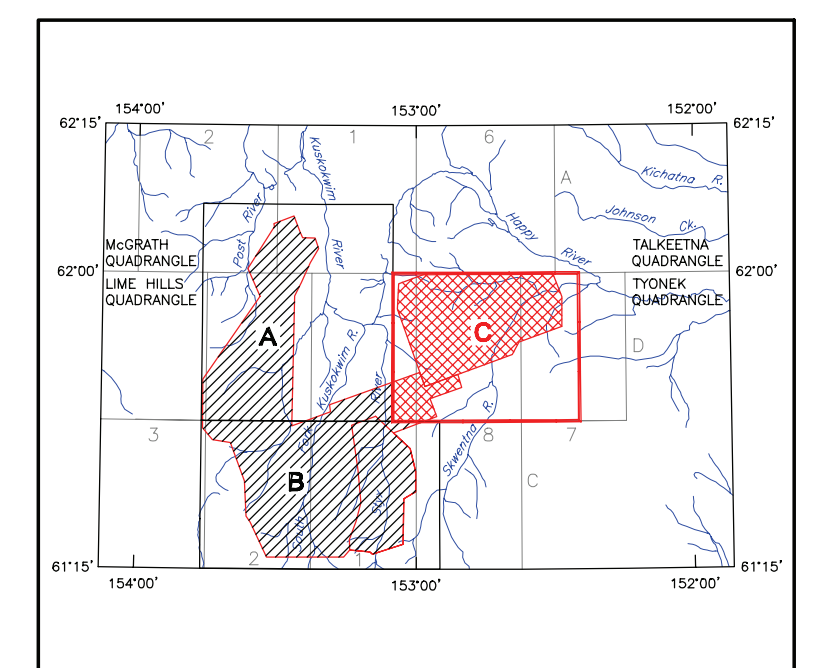 154°00' 153°00' 152°00'
62°15' 62°15'
2 1 6
Kuskokwim
Kichatna R.
A
River
Johnson Ck.
Happy
McGRATH
QUADRANGLE
Post
River
River
TALKEETNA
QUADRANGLE
62°00' 62°00'
LIME HILLS
QUADRANGLE
TYONEK
QUADRANGLE
A
C
D
Kuskokwim R.
River
3 8 7
Skwentna R.
Fork
B
C
Styx
South
2 1
61°15' 61°15'
154°00' 153°00' 152°00'